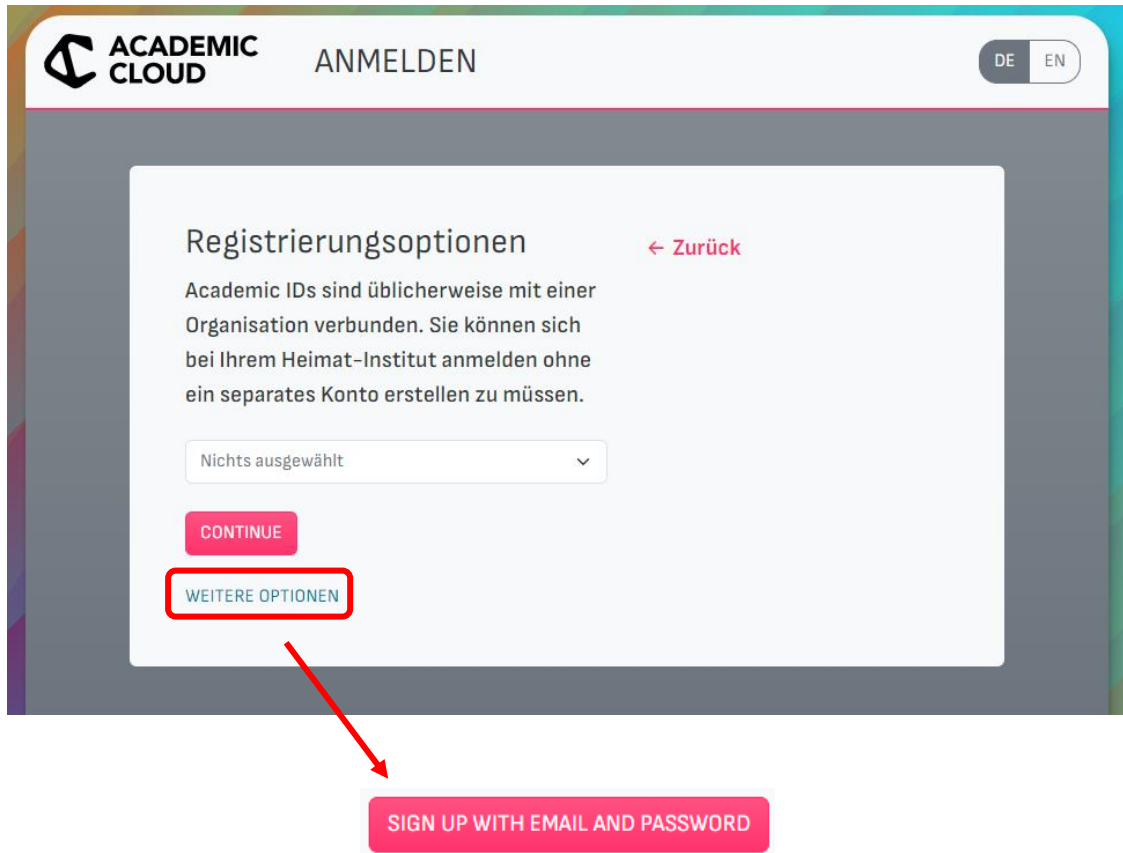 ACADEMIC
CLOUD
ANMELDEN
DE EN
Registrierungsoptionen
← Zurück
Academic IDs sind üblicherweise mit einer
Organisation verbunden. Sie können sich
bei Ihrem Heimat-Institut anmelden ohne
ein separates Konto erstellen zu müssen.
Nichts ausgewählt
CONTINUE
WEITERE OPTIONEN
SIGN UP WITH EMAIL AND PASSWORD